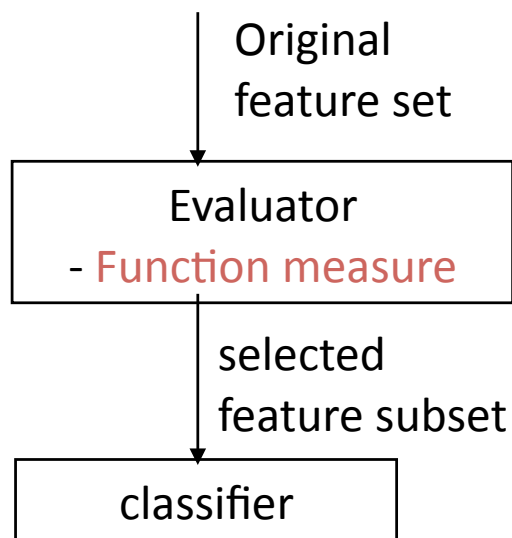 Original
feature set
Evaluator
- Function measure
selected
feature subset
classifier